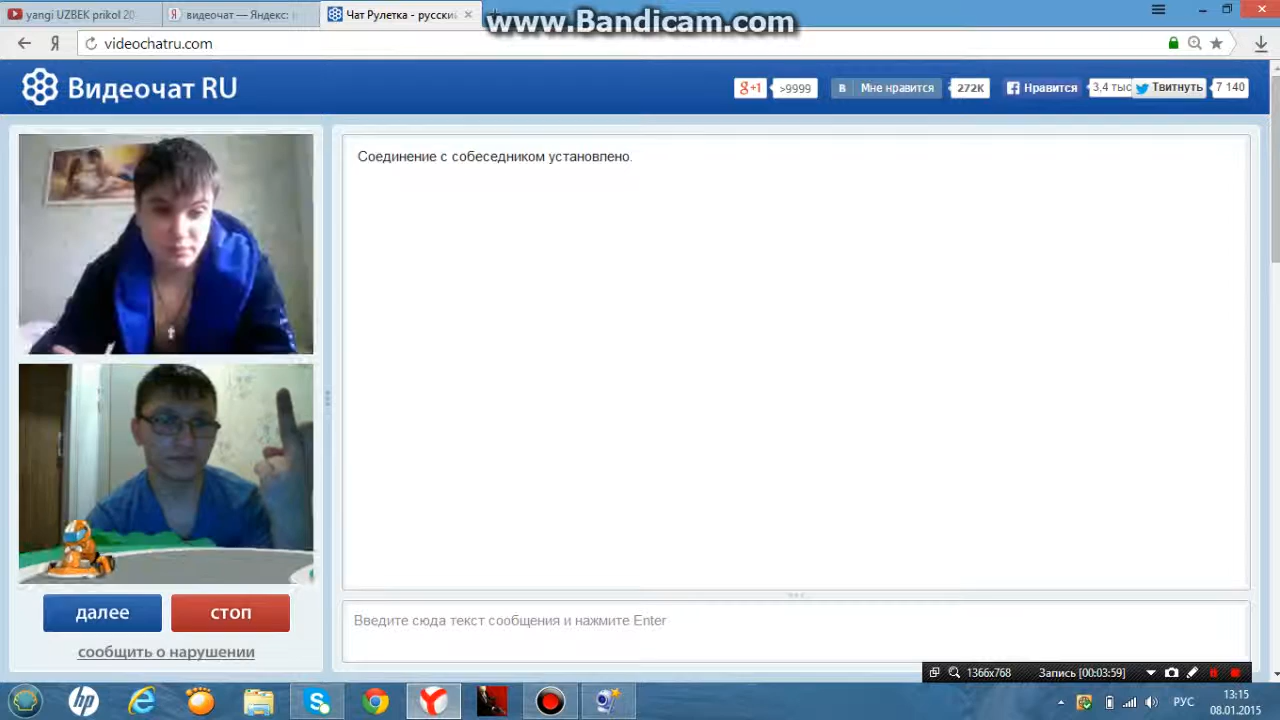 www.Bandicam.com
yangi UZBEK prikol 20
видеочат — Яндекс:
Чат Рулетка - русски
videochatru.com
Видеочат RU
g+1 >9999
В Мне нравится 272K
Нравится 3,4 тыс
Твитнуть 7 140
Соединение с собеседником установлено.
далее
стоп
сообщить о нарушении
Введите сюда текст сообщения и нажмите Enter
1366x768
Запись [00:03:59]
РУС
13:15
08.01.2015